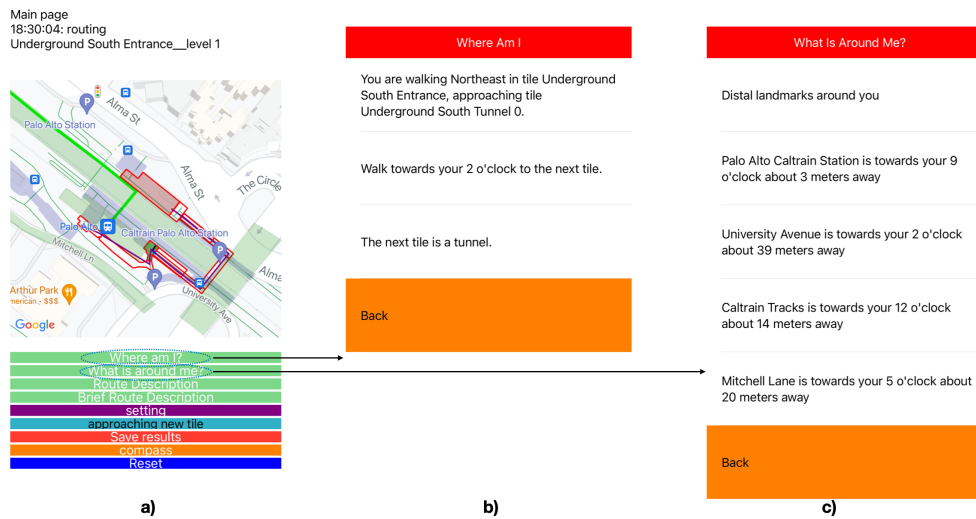 Main page
18:30:04: routing
Underground South Entrance__level 1
P
Alma St
Palo Alto Station
Alma St
The Circle
Palo Alto
Caltrain Palo Alto Station
P
Mitchell Ln
Alma
P
University Ave
Arthur Park
merican · $$$
Google
Where am I?
What is around me?
Route Description
Brief Route Description
setting
approaching new tile
Save results
compass
Reset
a)
Where Am I
You are walking Northeast in tile Underground
South Entrance, approaching tile
Underground South Tunnel 0.
Walk towards your 2 o'clock to the next tile.
The next tile is a tunnel.
Back
b)
What Is Around Me?
Distal landmarks around you
Palo Alto Caltrain Station is towards your 9
o'clock about 3 meters away
University Avenue is towards your 2 o'clock
about 39 meters away
Caltrain Tracks is towards your 12 o'clock
about 14 meters away
Mitchell Lane is towards your 5 o'clock about
20 meters away
Back
c)